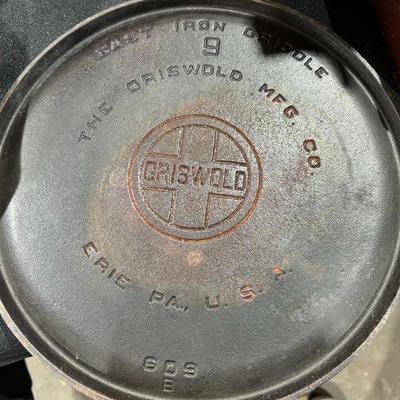 CAST IRON GRIDDLE
9
THE GRISWOLD MFG. CO.
GRISWOLD
ERIE PA., U. S. A.
609
B